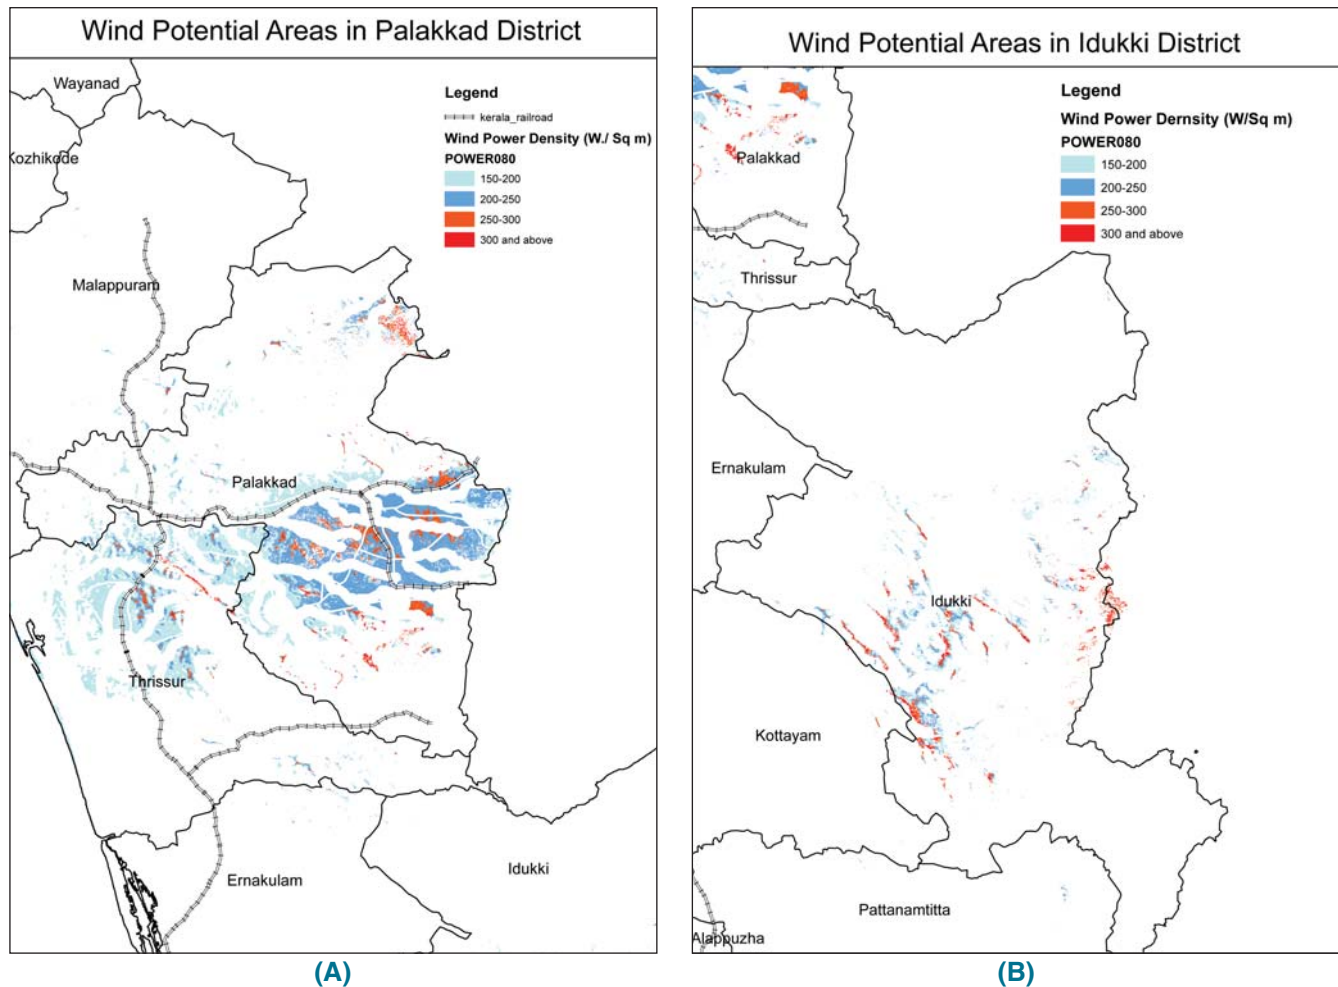 Wind Potential Areas in Palakkad District
Wayanad
Kozhikode
Malappuram
Palakkad
Thrissur
Ernakulam
Idukki
Legend
kerala_railroad
Wind Power Density (W./ Sq m)
POWER080
150-200
200-250
250-300
300 and above
(A)
Wind Potential Areas in Idukki District
Palakkad
Thrissur
Ernakulam
Idukki
Kottayam
Pattanamtitta
Alappuzha
Legend
Wind Power Dernsity (W/Sq m)
POWER080
150-200
200-250
250-300
300 and above
(B)